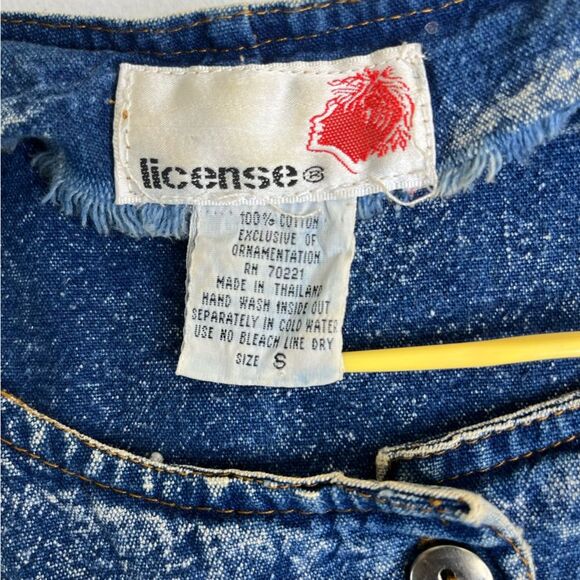 license®
100% COTTON
EXCLUSIVE OF
ORNAMENTATION
RN 70221
MADE IN THAILAND
HAND WASH INSIDE OUT
SEPARATELY IN COLD WATER
USE NO BLEACH LINE DRY
SIZE S